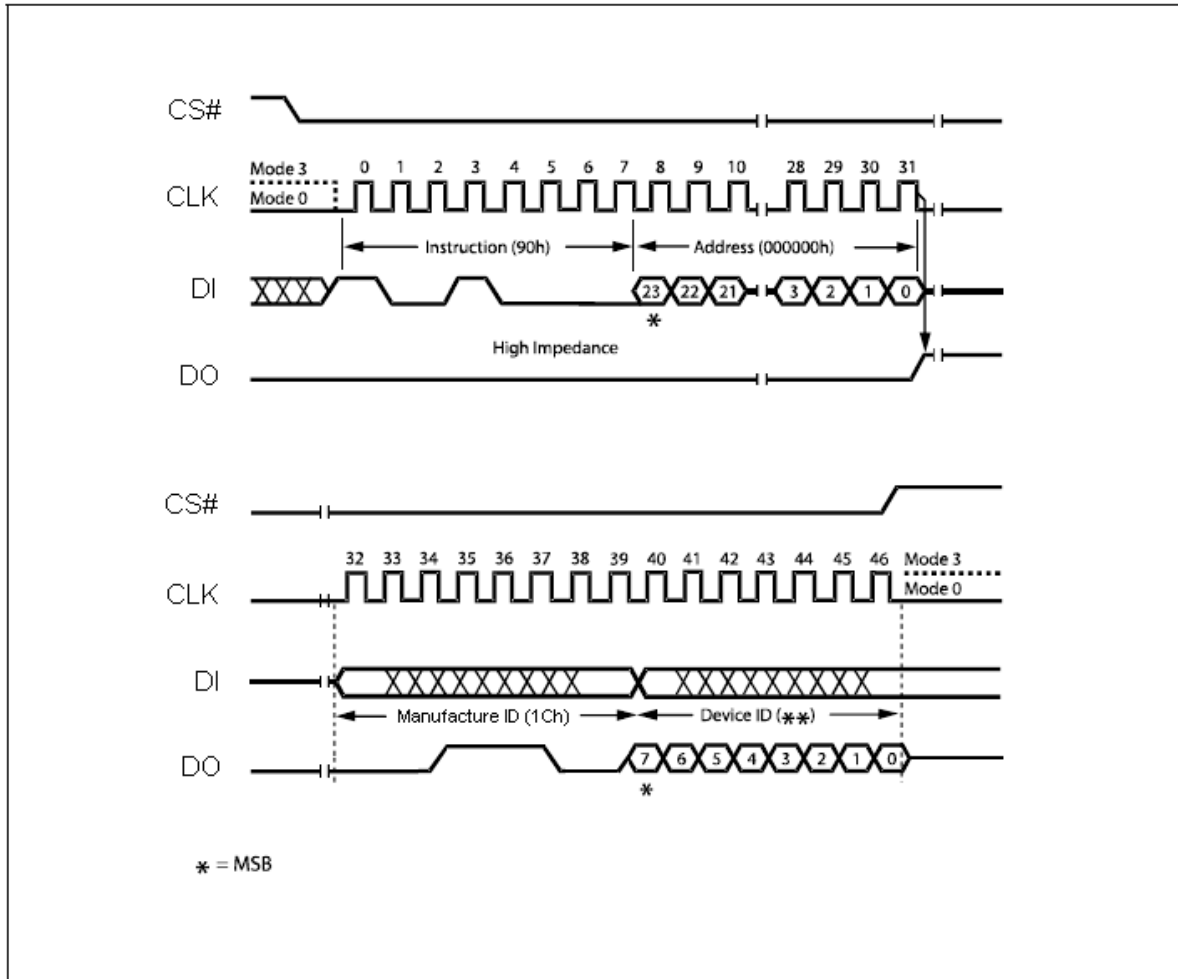 CS#
Mode 3
0 1 2 3 4 5 6 7 8 9 10 28 29 30 31
CLK
Mode 0
Instruction (90h)
Address (000000h)
DI
23 22 21 3 2 1 0
*
High Impedance
DO
CS#
32 33 34 35 36 37 38 39 40 41 42 43 44 45 46
Mode 3
CLK
Mode 0
DI
Manufacture ID (1Ch)
Device ID (**)
DO
7 6 5 4 3 2 1 0
*
* = MSB